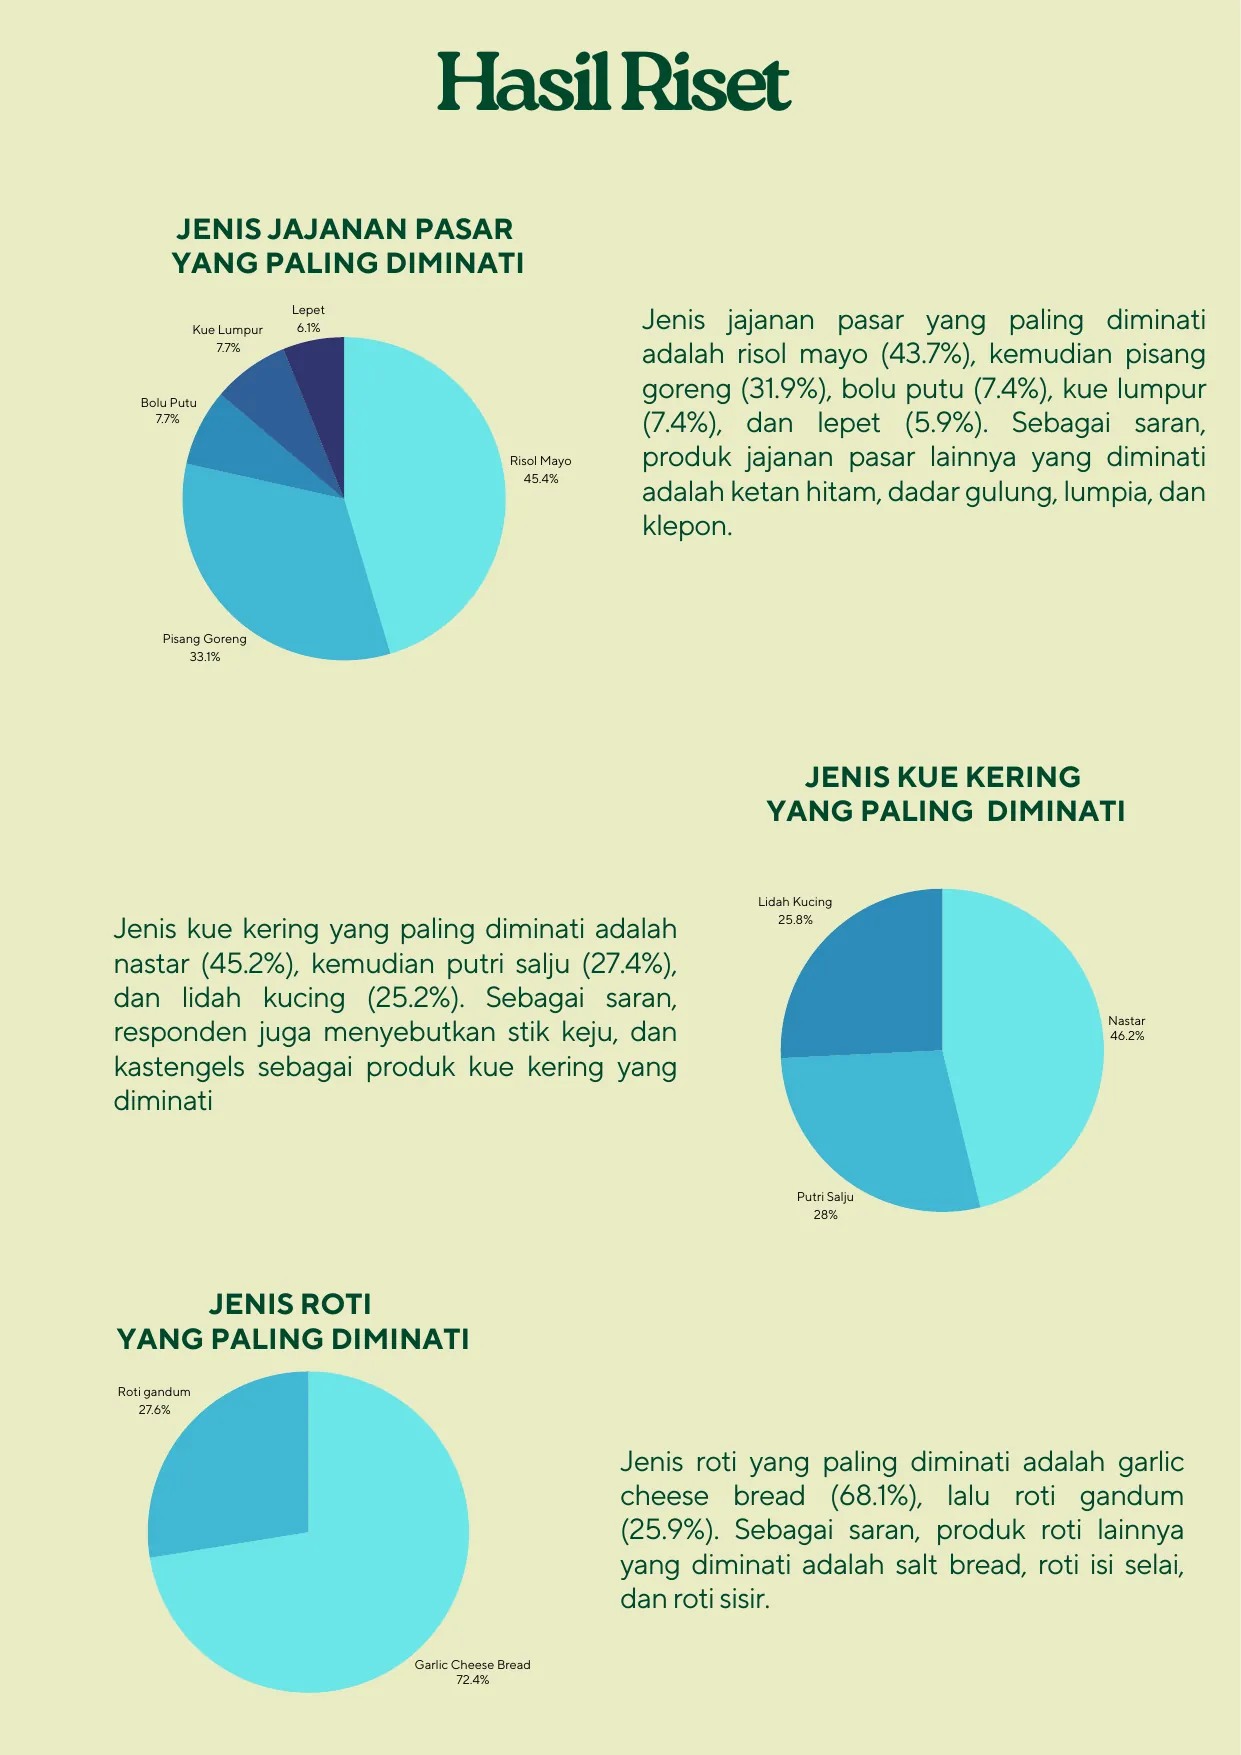 Hasil Riset
JENIS JAJANAN PASAR
YANG PALING DIMINATI
Lepet
6.1%
Kue Lumpur
7.7%
Bolu Putu
7.7%
Risol Mayo
45.4%
Pisang Goreng
33.1%
Jenis jajanan pasar yang paling diminati
adalah risol mayo (43.7%), kemudian pisang
goreng (31.9%), bolu putu (7.4%), kue lumpur
(7.4%), dan lepet (5.9%). Sebagai saran,
produk jajanan pasar lainnya yang diminati
adalah ketan hitam, dadar gulung, lumpia, dan
klepon.
JENIS KUE KERING
YANG PALING DIMINATI
Jenis kue kering yang paling diminati adalah
nastar (45.2%), kemudian putri salju (27.4%),
dan lidah kucing (25.2%). Sebagai saran,
responden juga menyebutkan stik keju, dan
kastengels sebagai produk kue kering yang
diminati
Lidah Kucing
25.8%
Nastar
46.2%
Putri Salju
28%
JENIS ROTI
YANG PALING DIMINATI
Roti gandum
27.6%
Garlic Cheese Bread
72.4%
Jenis roti yang paling diminati adalah garlic
cheese bread (68.1%), lalu roti gandum
(25.9%). Sebagai saran, produk roti lainnya
yang diminati adalah salt bread, roti isi selai,
dan roti sisir.